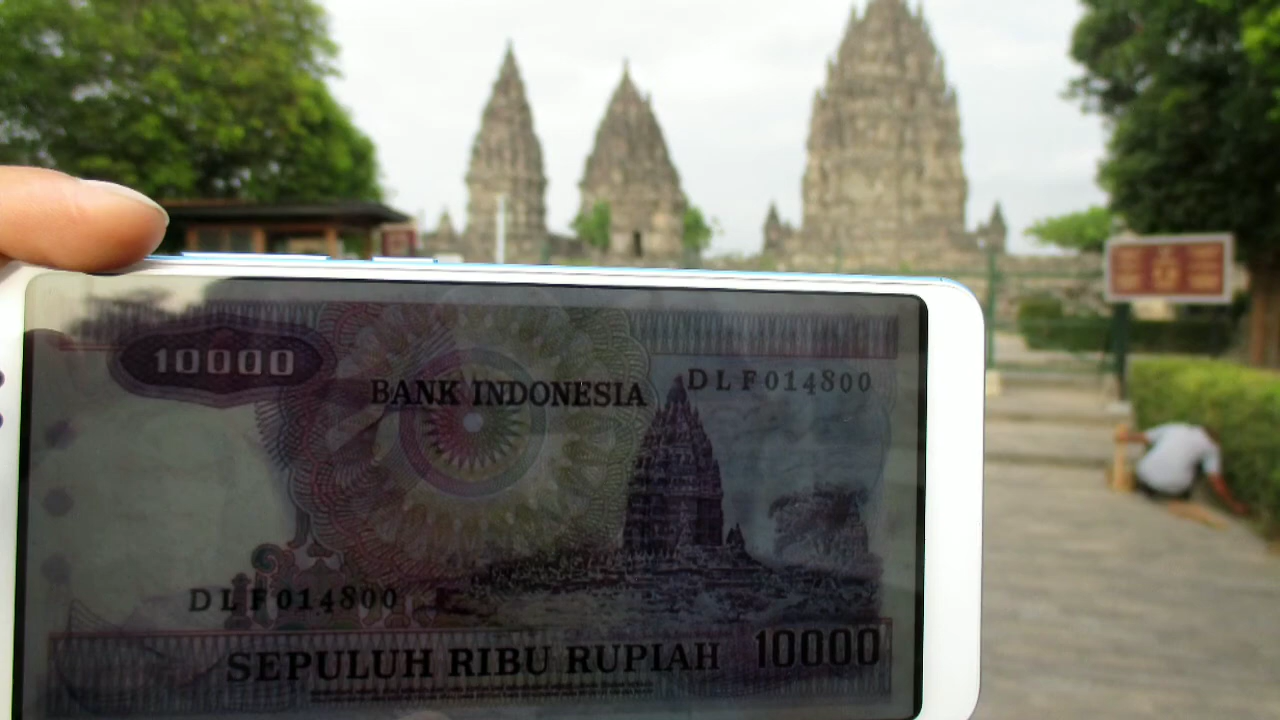 10000
BANK INDONESIA
DLF014800
DLF014800
SEPULUH RIBU RUPIAH
10000